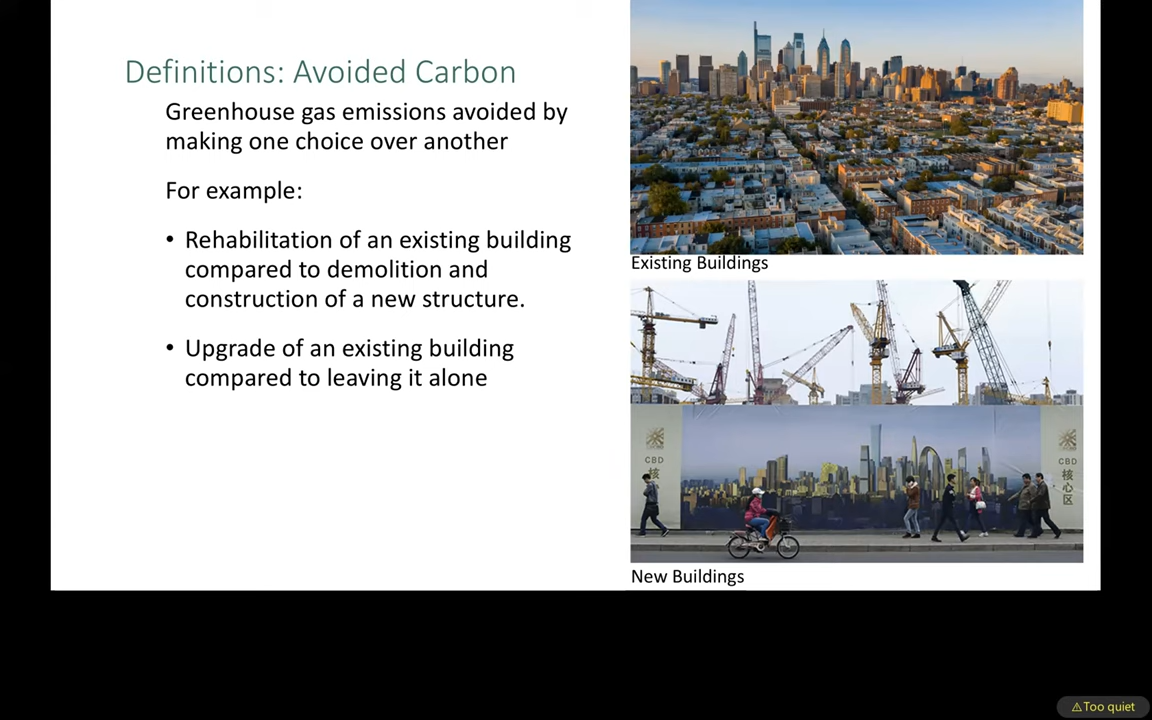 Definitions: Avoided Carbon
Greenhouse gas emissions avoided by
making one choice over another
For example:
• Rehabilitation of an existing building
compared to demolition and
construction of a new structure.
• Upgrade of an existing building
compared to leaving it alone
Existing Buildings
CBD
核
CBD
核心区
New Buildings
⚠Too quiet